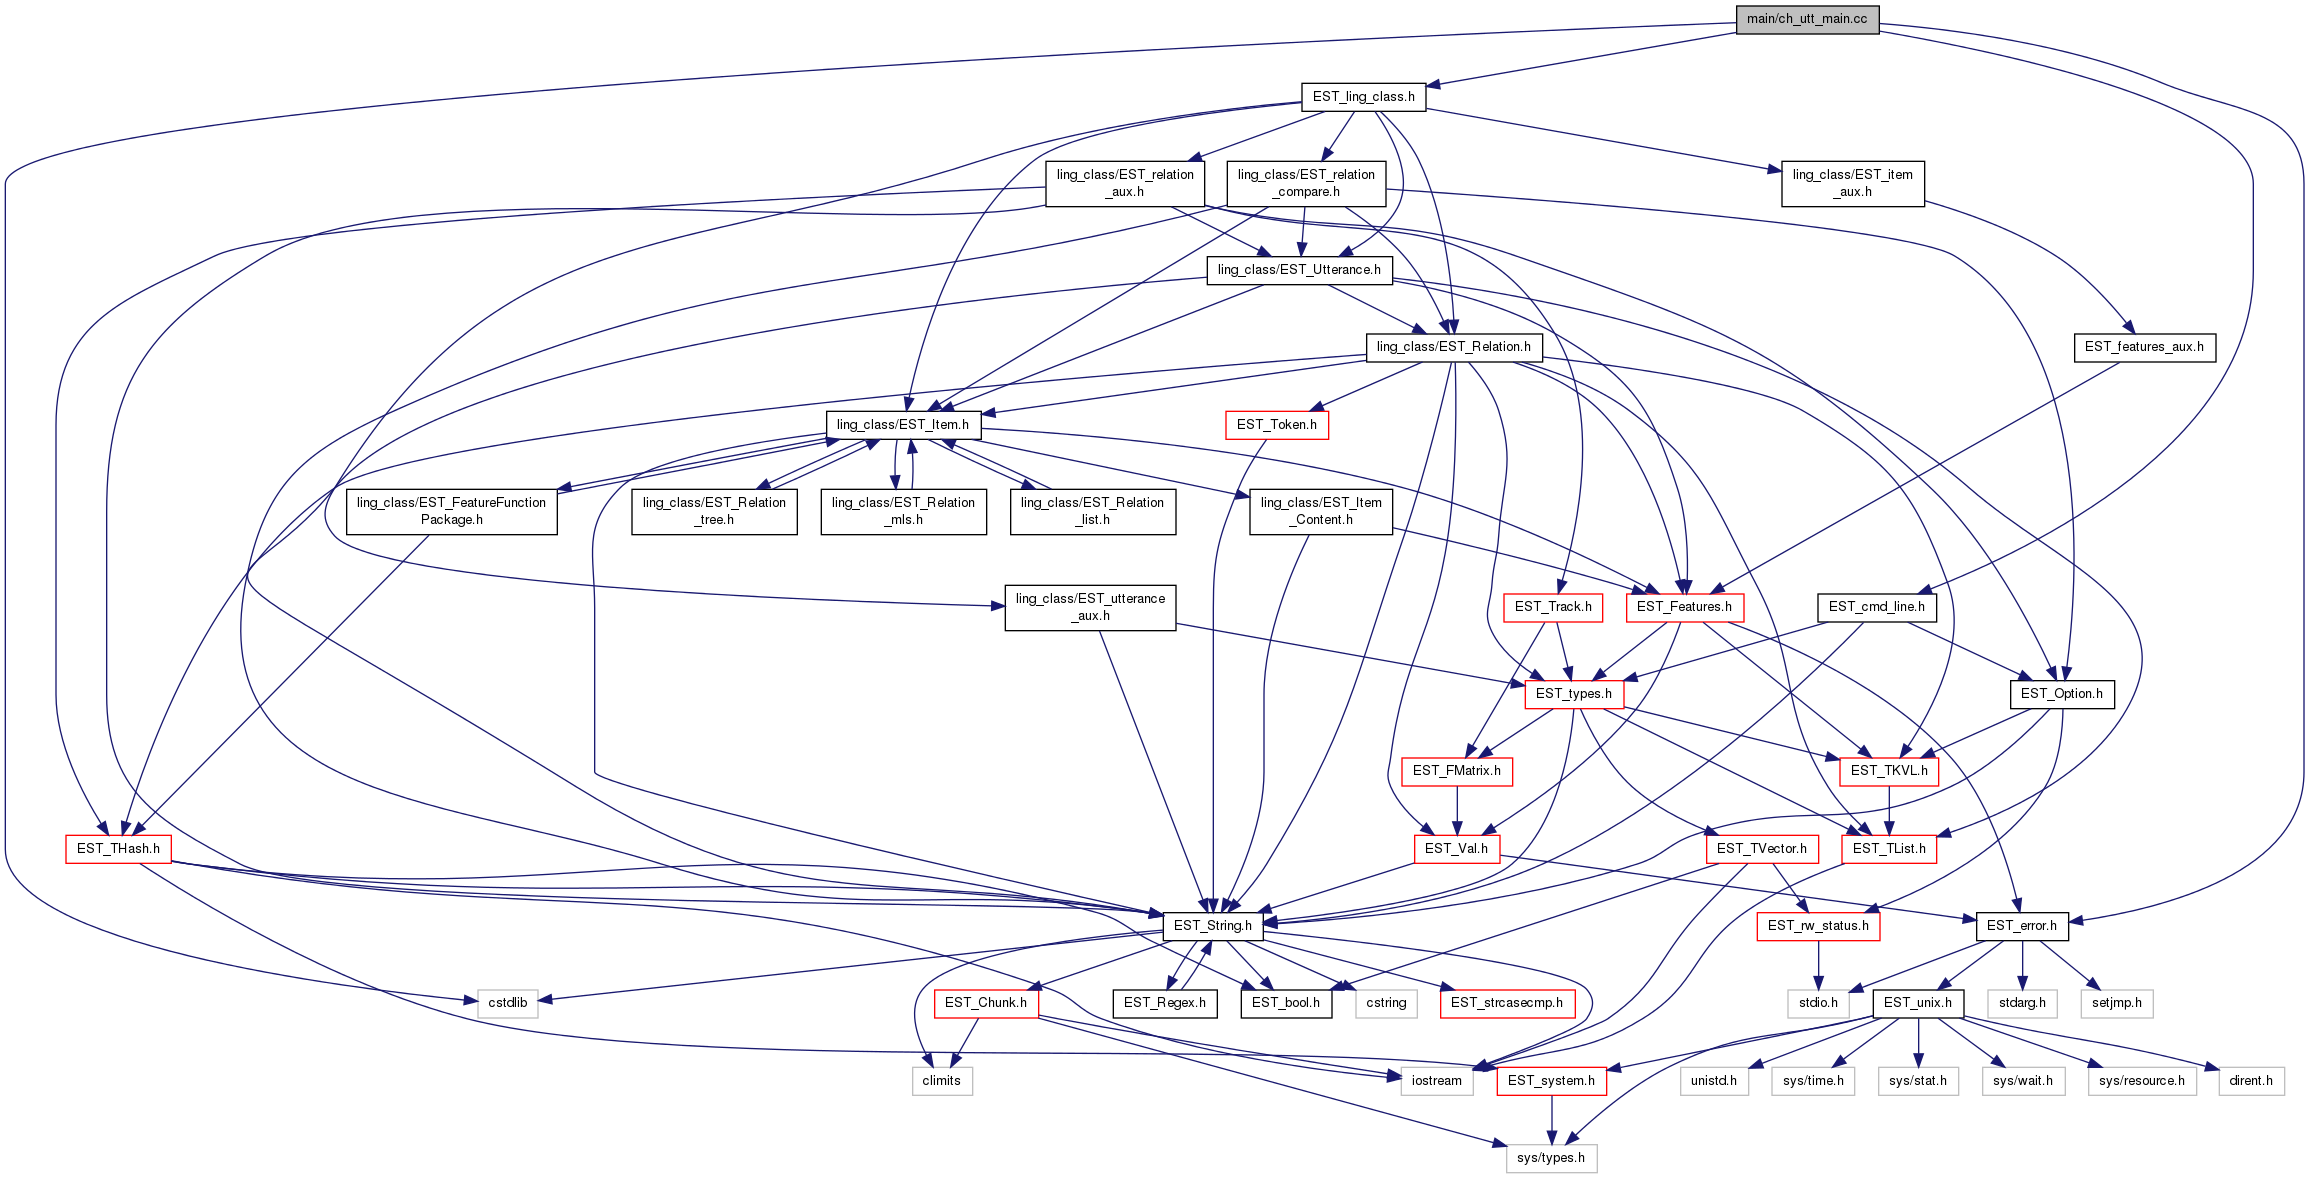 main/ch_utt_main.cc
EST_ling_class.h
ling_class/EST_relation
_aux.h
ling_class/EST_relation
_compare.h
ling_class/EST_item
_aux.h
ling_class/EST_Utterance.h
ling_class/EST_Relation.h
EST_features_aux.h
ling_class/EST_Item.h
EST_Token.h
ling_class/EST_FeatureFunction
Package.h
ling_class/EST_Relation
_tree.h
ling_class/EST_Relation
_mls.h
ling_class/EST_Relation
_list.h
ling_class/EST_Item
_Content.h
ling_class/EST_utterance
_aux.h
EST_Track.h
EST_Features.h
EST_cmd_line.h
EST_types.h
EST_Option.h
EST_FMatrix.h
EST_TKVL.h
EST_THash.h
EST_Val.h
EST_TVector.h
EST_TList.h
EST_String.h
EST_rw_status.h
EST_error.h
cstdlib
EST_Chunk.h
EST_Regex.h
EST_bool.h
cstring
EST_strcasecmp.h
stdio.h
EST_unix.h
stdarg.h
setjmp.h
climits
iostream
EST_system.h
unistd.h
sys/time.h
sys/stat.h
sys/wait.h
sys/resource.h
dirent.h
sys/types.h